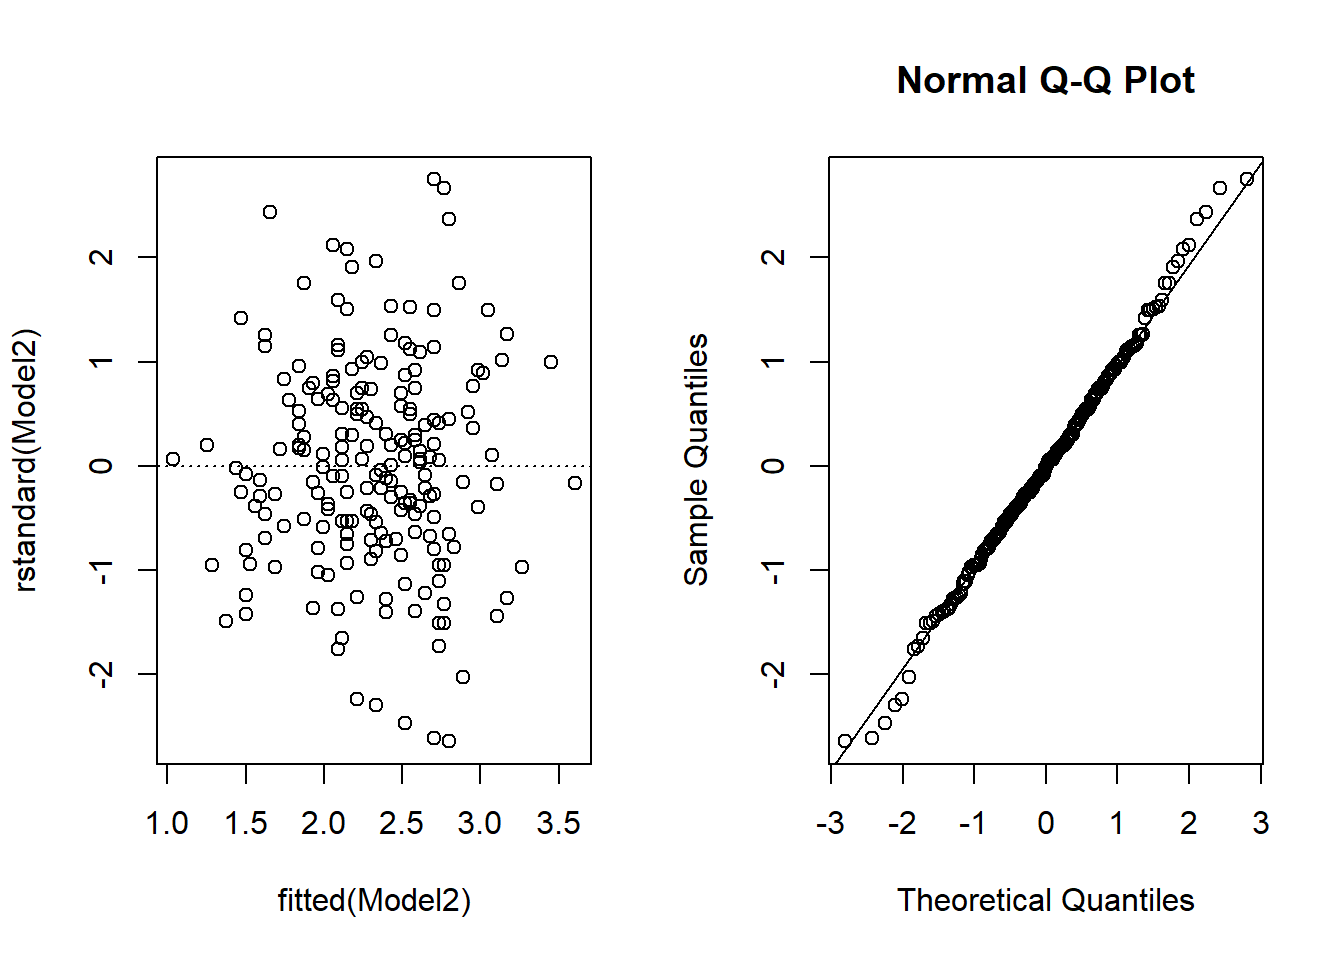 rstandard(Model2)
2
1
0
-1
-2
1.0 1.5 2.0 2.5 3.0 3.5
fitted(Model2)
Normal Q-Q Plot
Sample Quantiles
2
1
0
-1
-2
-3 -2 -1 0 1 2 3
Theoretical Quantiles